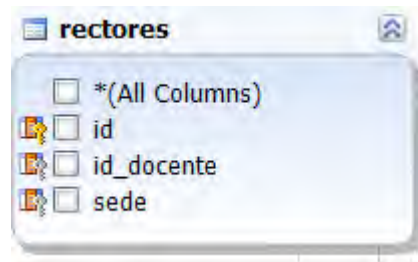 rectores
*(All Columns)
id
id_docente
sede